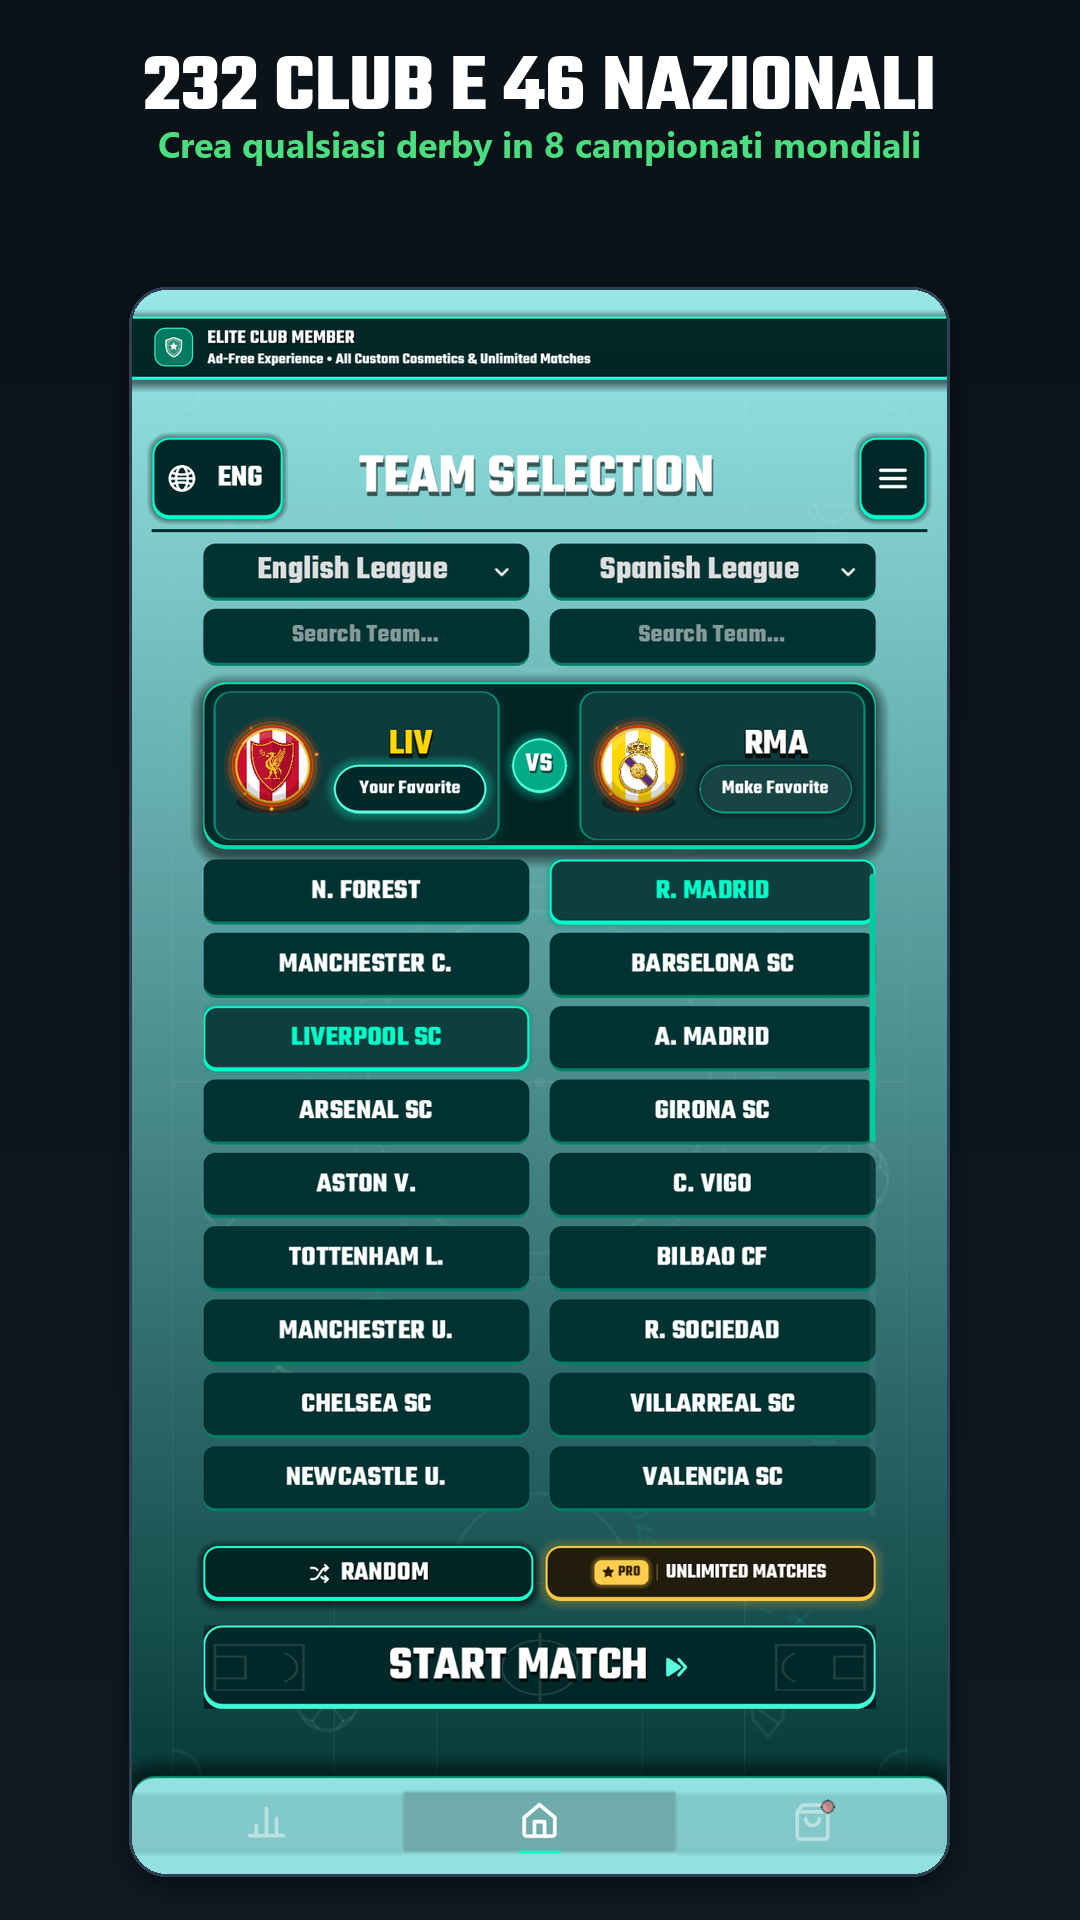 232 CLUB E 46 NAZIONALI
Crea qualsiasi derby in 8 campionati mondiali
ELITE CLUB MEMBER
Ad-Free Experience • All Custom Cosmetics & Unlimited Matches
ENG
TEAM SELECTION
English League
Spanish League
Search Team...
Search Team...
LIV
Your Favorite
VS
RMA
Make Favorite
N. FOREST
R. MADRID
MANCHESTER C.
BARSELONA SC
LIVERPOOL SC
A. MADRID
ARSENAL SC
GIRONA SC
ASTON V.
C. VIGO
TOTTENHAM L.
BILBAO CF
MANCHESTER U.
R. SOCIEDAD
CHELSEA SC
VILLARREAL SC
NEWCASTLE U.
VALENCIA SC
RANDOM
PRO
UNLIMITED MATCHES
START MATCH